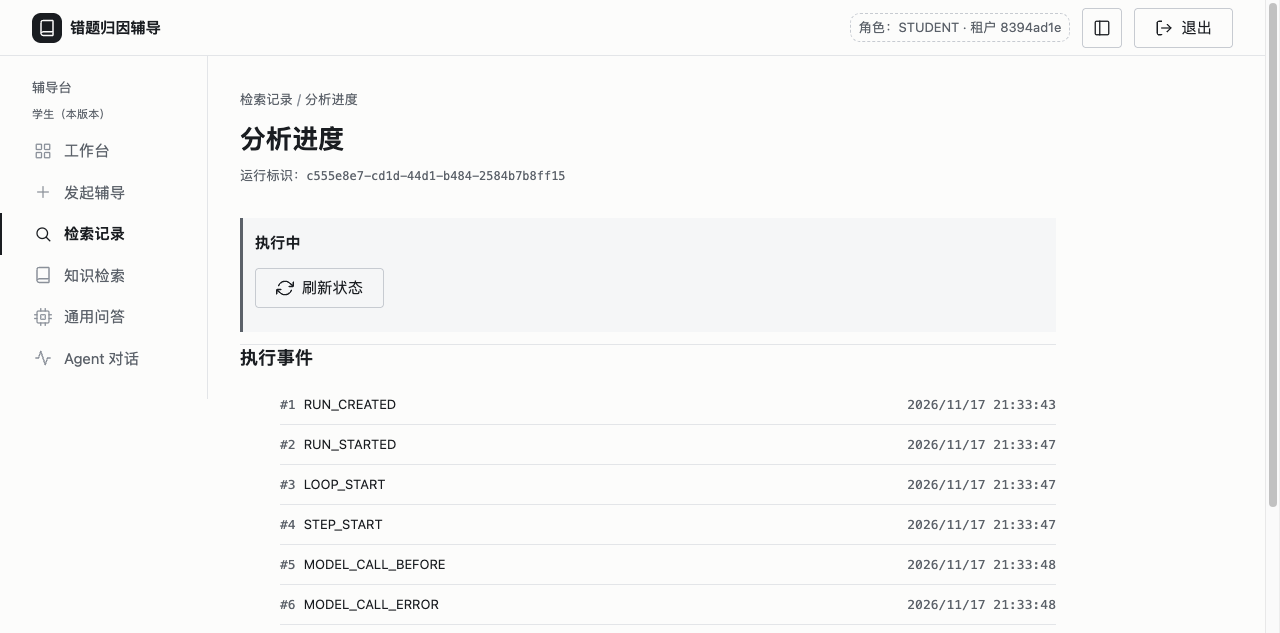 错题归因辅导
角色：STUDENT · 租户 8394ad1e
退出
辅导台
学生（本版本）
工作台
发起辅导
检索记录
知识检索
通用问答
Agent 对话
检索记录 / 分析进度
分析进度
运行标识：c555e8e7-cd1d-44d1-b484-2584b7b8ff15
执行中
刷新状态
执行事件
#1 RUN_CREATED 2026/11/17 21:33:43
#2 RUN_STARTED 2026/11/17 21:33:47
#3 LOOP_START 2026/11/17 21:33:47
#4 STEP_START 2026/11/17 21:33:47
#5 MODEL_CALL_BEFORE 2026/11/17 21:33:48
#6 MODEL_CALL_ERROR 2026/11/17 21:33:48